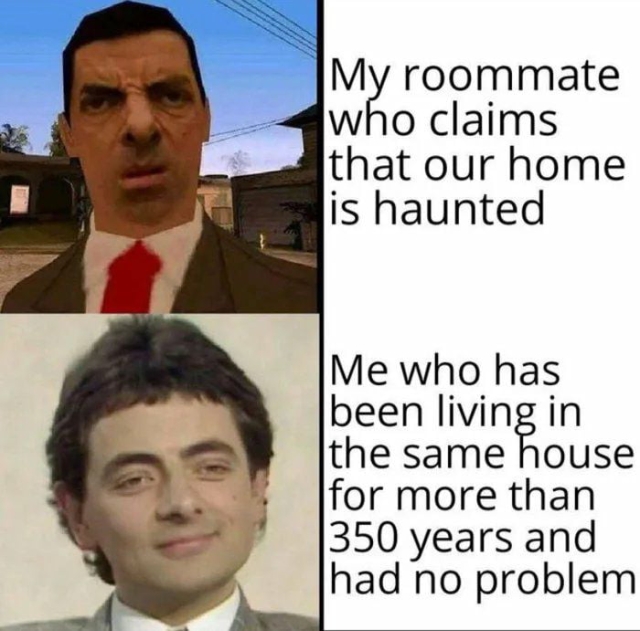 My roommate
who claims
that our home
is haunted
Me who has
been living in
the same house
for more than
350 years and
had no problem